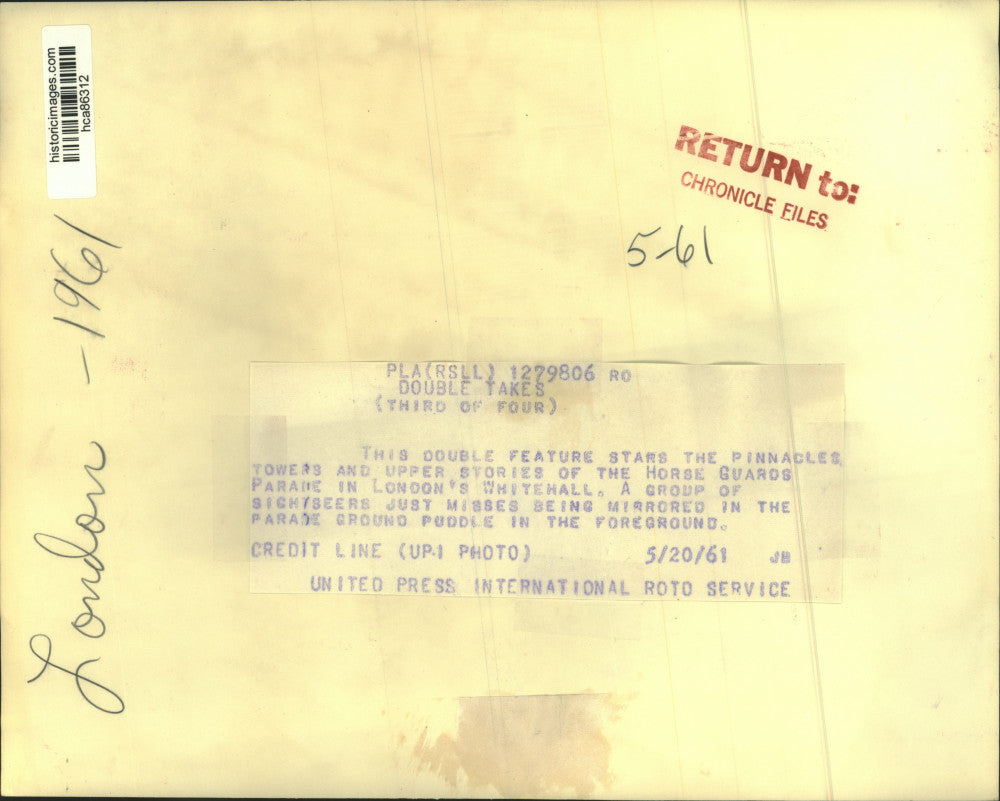 historicimages.com
hca86312
RETURN to:
CHRONICLE FILES
5-61
London - 1961
PLA(RSLL) 1279806 RO
DOUBLE TAKES
(THIRD OF FOUR)
THIS DOUBLE FEATURE STARS THE PINNACLES,
TOWERS AND UPPER STORIES OF THE HORSE GUARDS
PARADE IN LONDON'S WHITEHALL. A GROUP OF
SIGHTSEERS JUST MISSES BEING MIRRORED IN THE
PARADE GROUND PUDDLE IN THE FOREGROUND.
CREDIT LINE (UPI PHOTO) 5/20/61 JB
UNITED PRESS INTERNATIONAL ROTO SERVICE